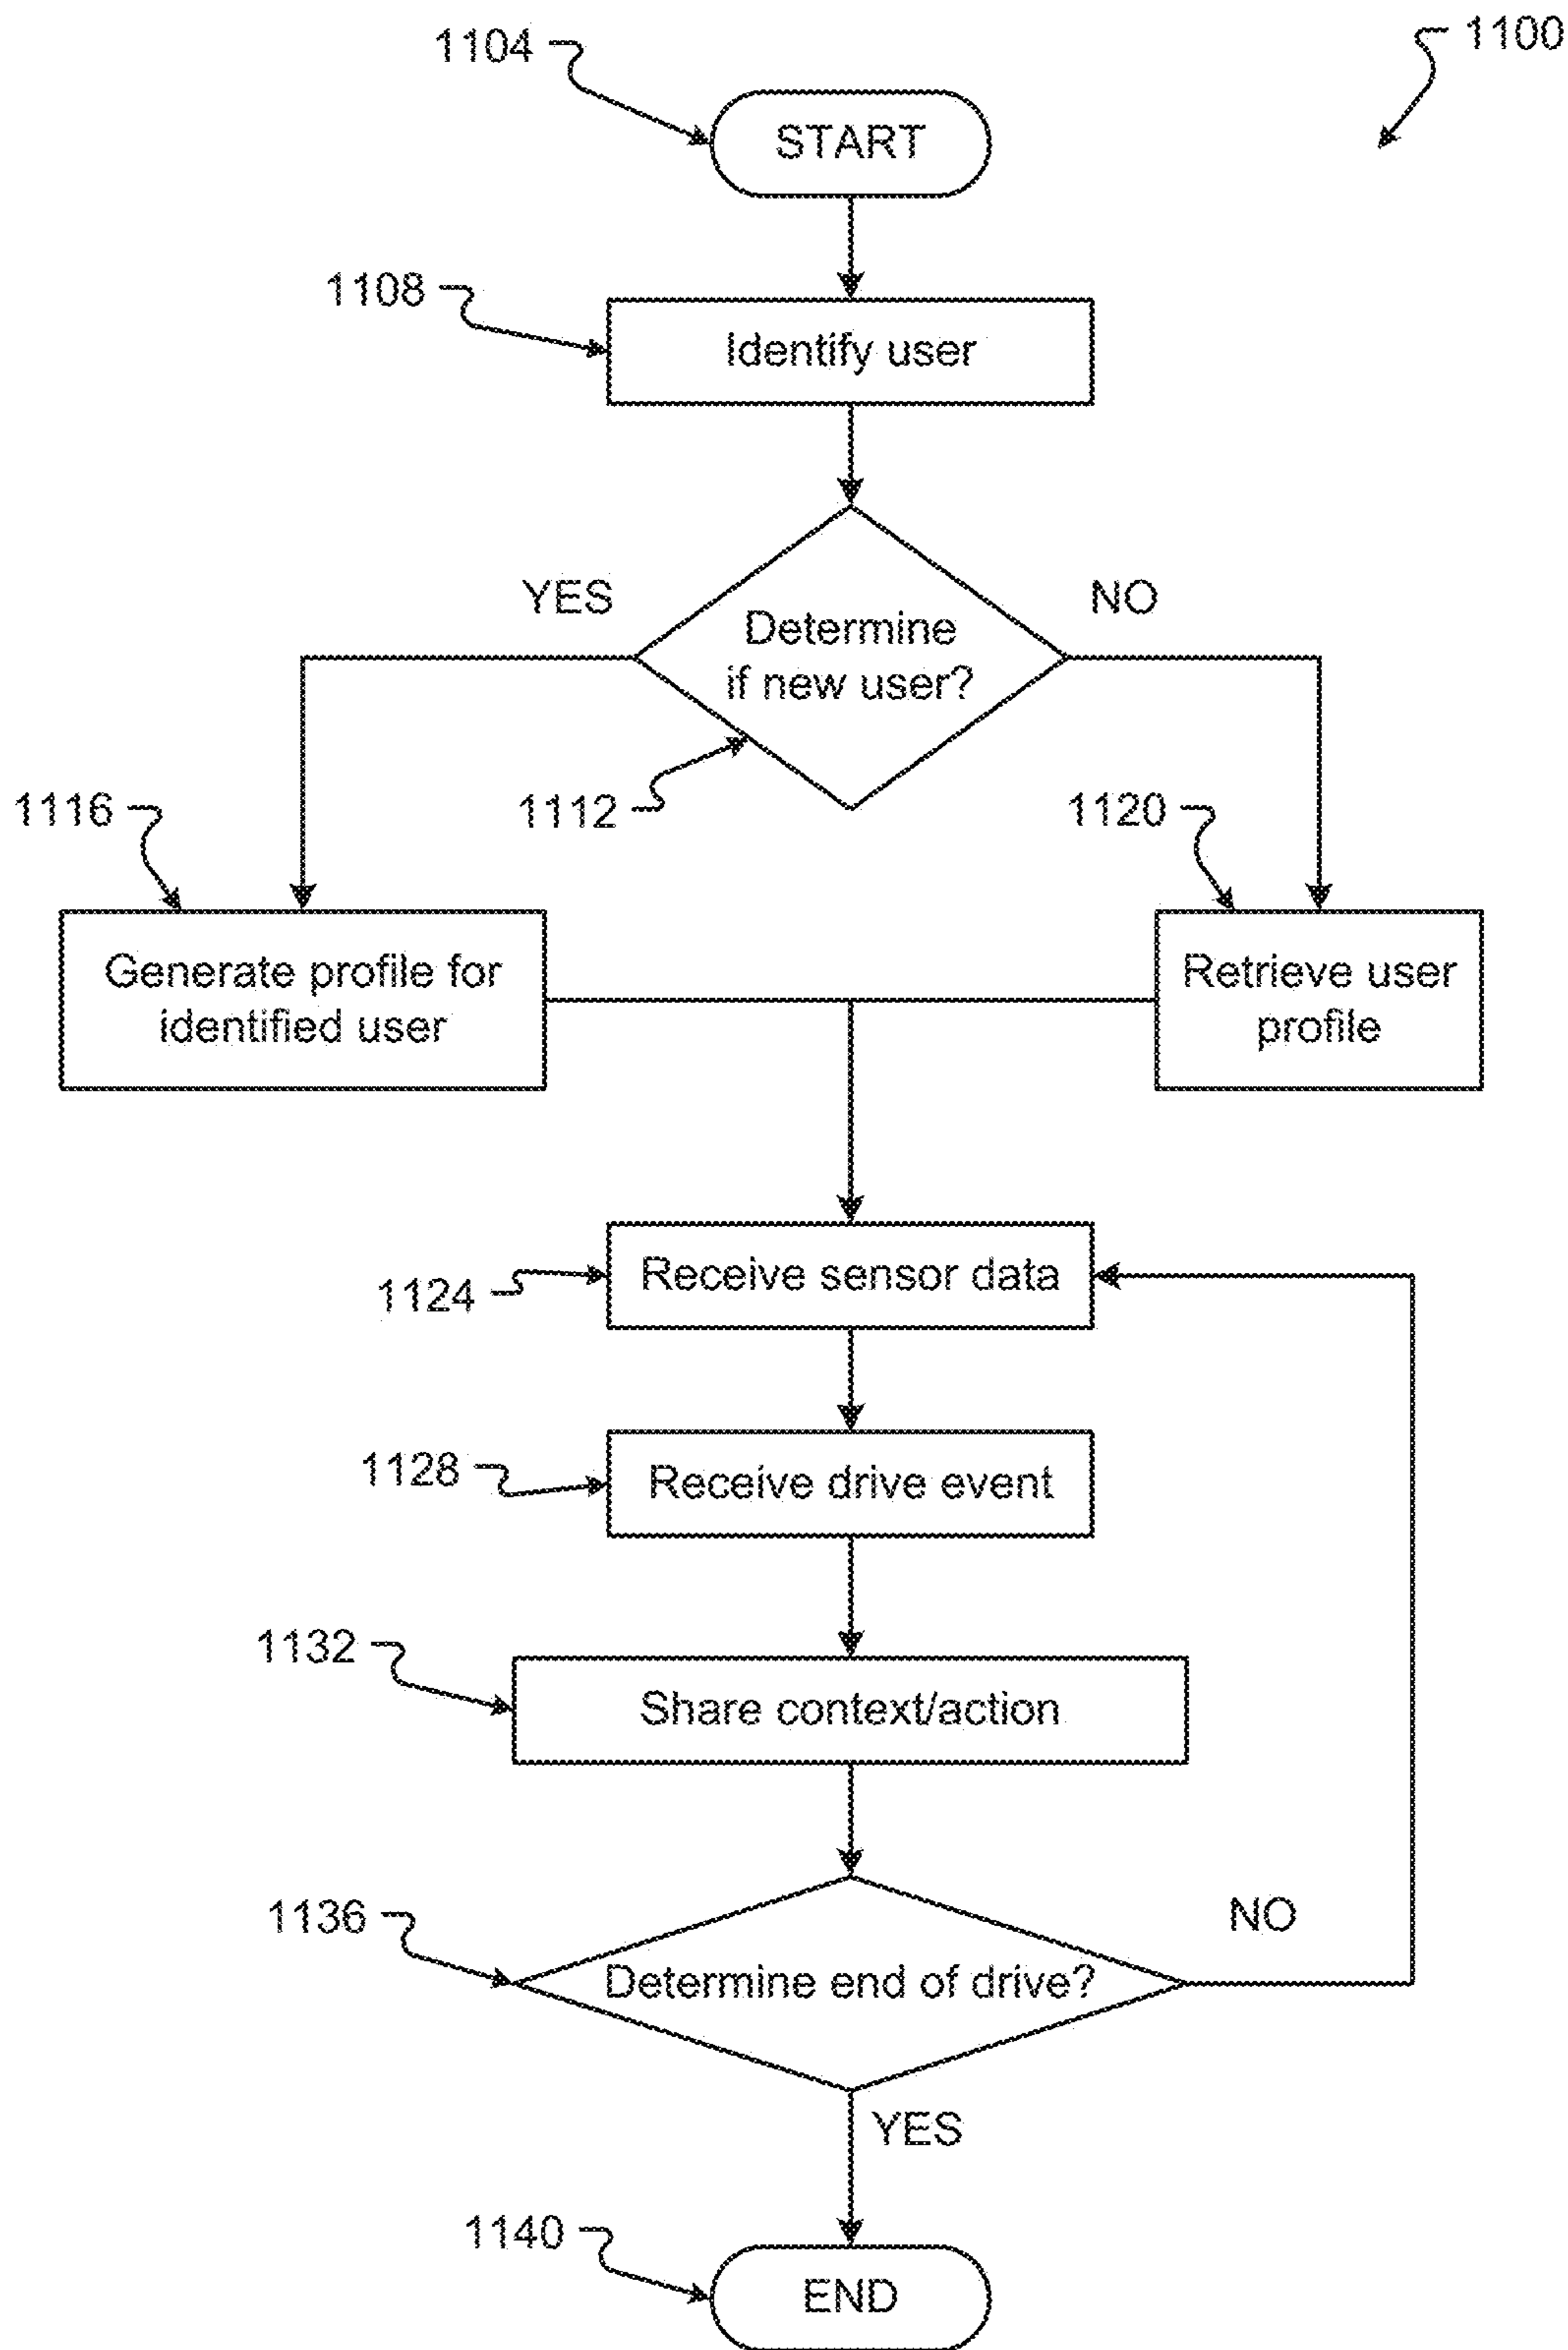 1104
1100
START
1108
Identify user
YES
NO
Determine
if new user?
1112
1116
1120
Generate profile for
identified user
Retrieve user
profile
Receive sensor data
1124
1128
Receive drive event
1132
Share context/action
1136
NO
Determine end of drive?
YES
1140
END